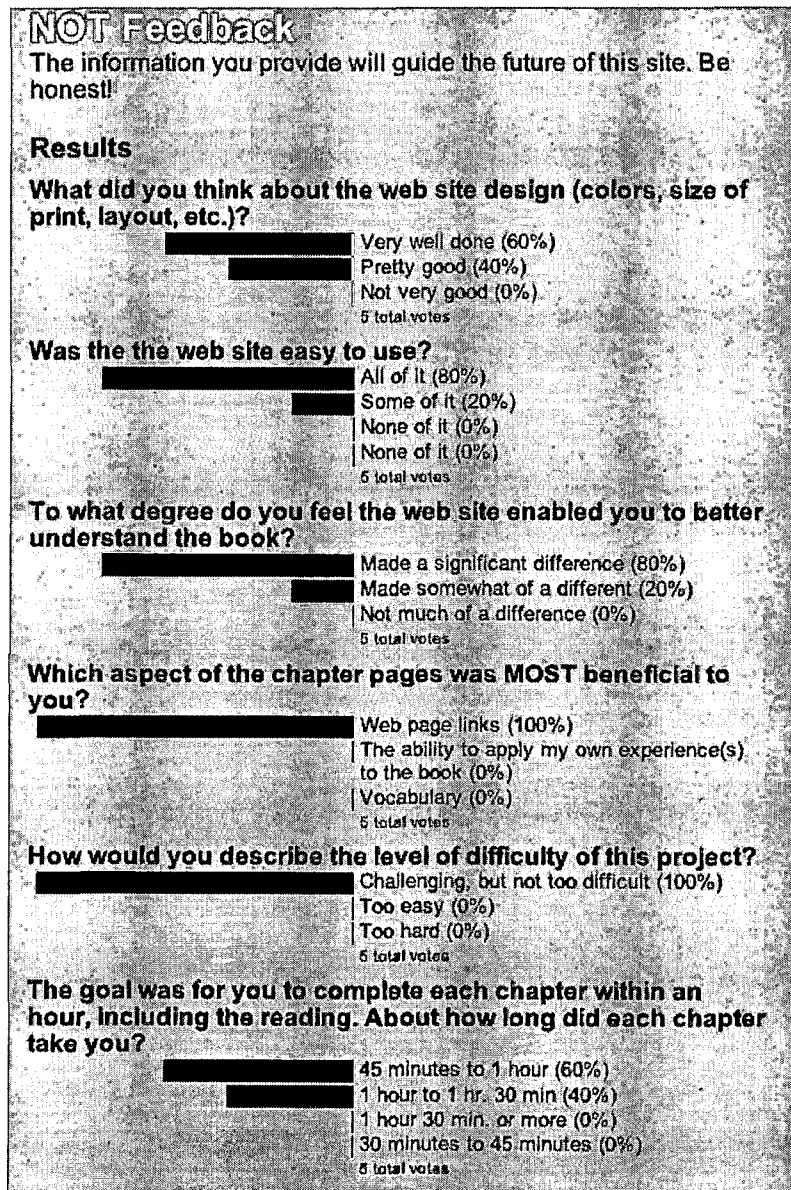 NOT Feedback
The information you provide will guide the future of this site. Be
honest!
Results
What did you think about the web site design (colors, size of
print, layout, etc.)?
Very well done (60%)
Pretty good (40%)
Not very good (0%)
5 total votes
Was the the web site easy to use?
All of it (80%)
Some of it (20%)
None of it (0%)
None of it (0%)
5 total votes
To what degree do you feel the web site enabled you to better
understand the book?
Made a significant difference (80%)
Made somewhat of a different (20%)
Not much of a difference (0%)
5 total votes
Which aspect of the chapter pages was MOST beneficial to
you?
Web page links (100%)
The ability to apply my own experience(s)
to the book (0%)
Vocabulary (0%)
5 total votes
How would you describe the level of difficulty of this project?
Challenging, but not too difficult (100%)
Too easy (0%)
Too hard (0%)
5 total votes
The goal was for you to complete each chapter within an
hour, including the reading. About how long did each chapter
take you?
45 minutes to 1 hour (60%)
1 hour to 1 hr. 30 min (40%)
1 hour 30 min. or more (0%)
30 minutes to 45 minutes (0%)
5 total votes